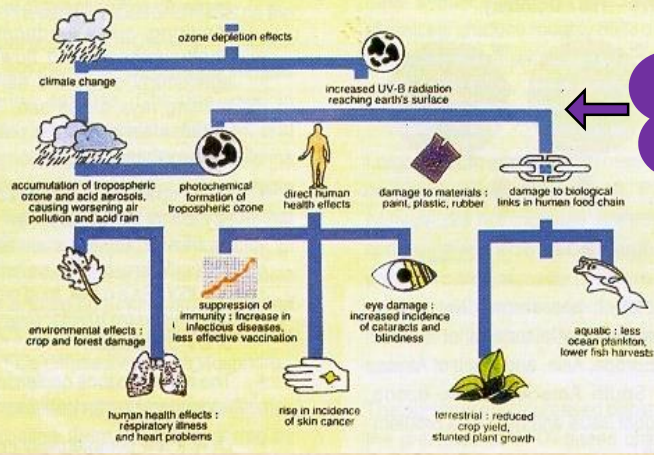 ozone depletion effects
climate change
increased UV-B radiation
reaching earth's surface
accumulation of tropospheric
ozone and acid aerosols,
causing worsening air
pollution and acid rain
photochemical
formation of
tropospheric ozone
direct human
health effects
damage to materials :
paint, plastic, rubber
damage to biological
links in human food chain
environmental effects :
crop and forest damage
suppression of
immunity : Increase in
infectious diseases,
less effective vaccination
eye damage :
increased incidence
of cataracts and
blindness
aquatic : less
ocean plankton,
lower fish harvests
human health effects :
respiratory illness
and heart problems
rise in incidence
of skin cancer
terrestrial : reduced
crop yield,
stunted plant growth